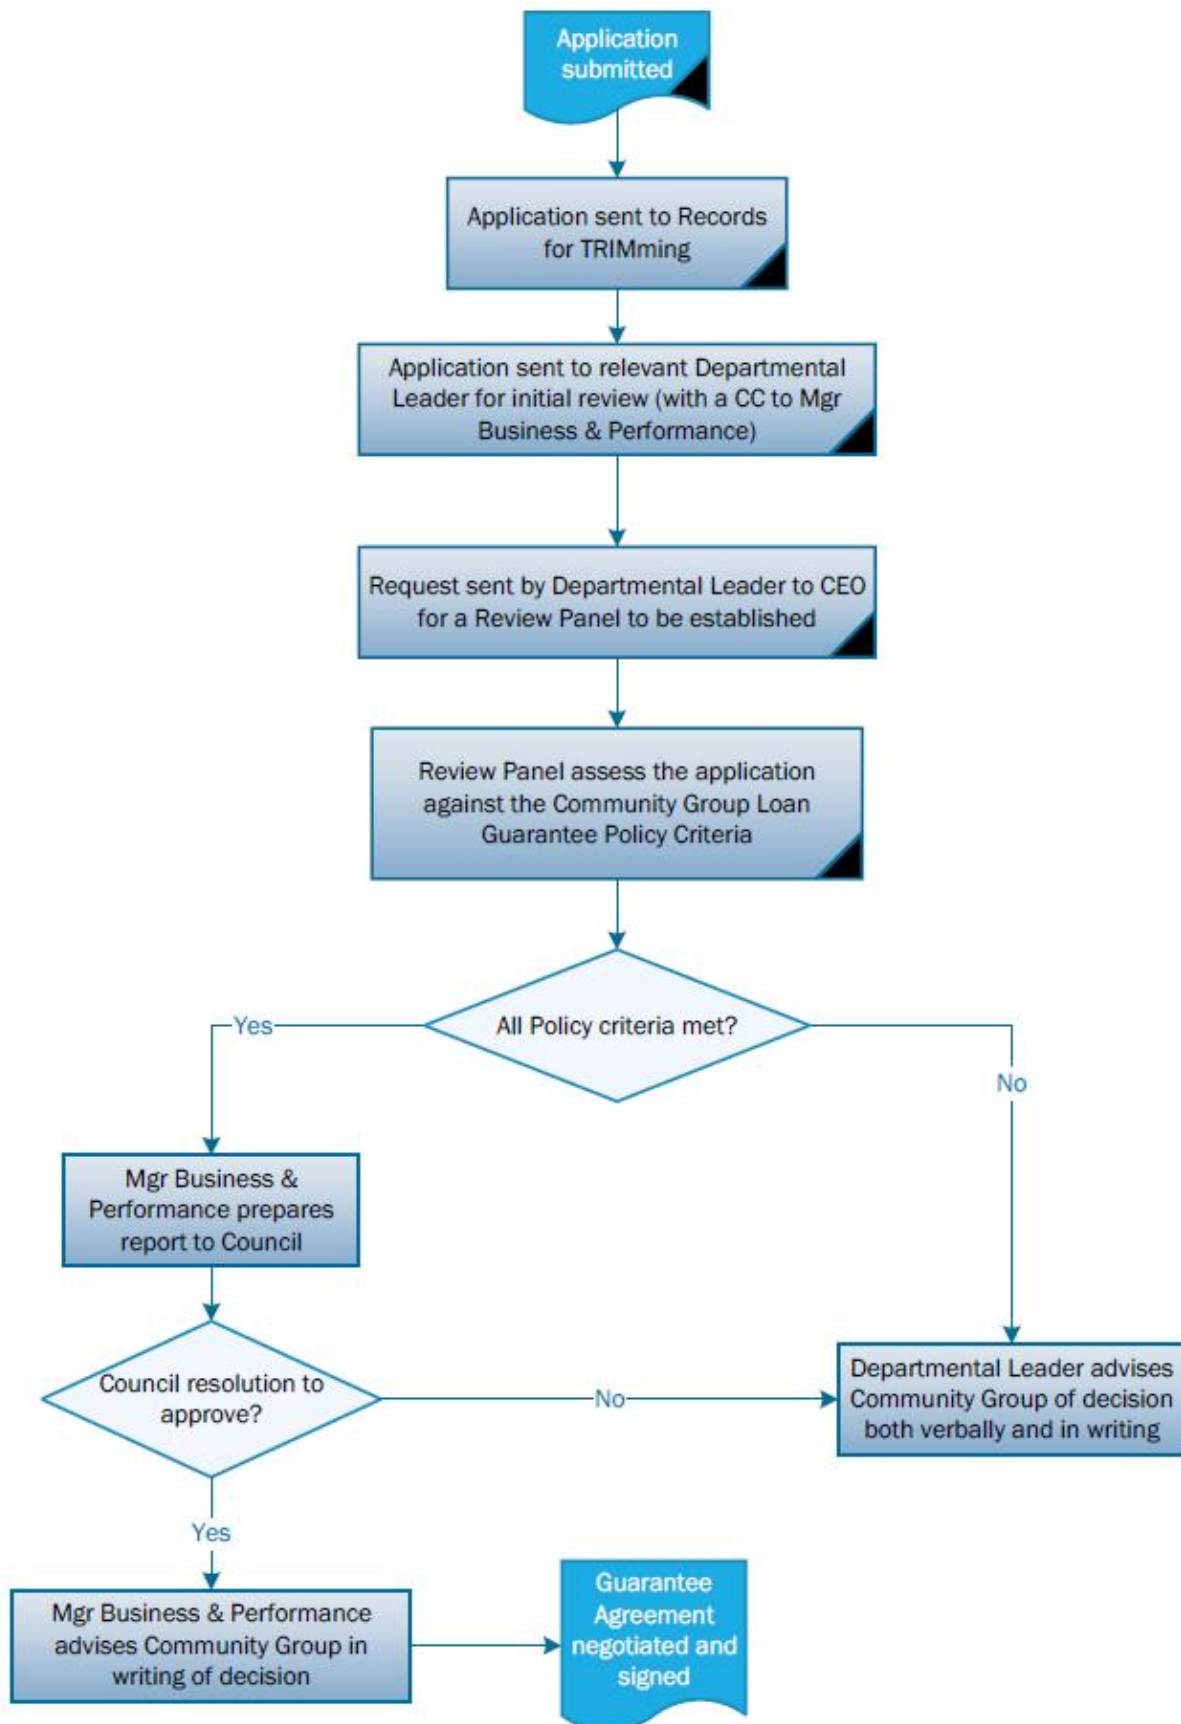 Application
submitted
Application sent to Records
for TRIMming
Application sent to relevant Departmental
Leader for initial review (with a CC to Mgr
Business & Performance)
Request sent by Departmental Leader to CEO
for a Review Panel to be established
Review Panel assess the application
against the Community Group Loan
Guarantee Policy Criteria
All Policy criteria met?
Yes
No
Mgr Business &
Performance prepares
report to Council
Council resolution to
approve?
No
Departmental Leader advises
Community Group of decision
both verbally and in writing
Yes
Mgr Business & Performance
advises Community Group in
writing of decision
Guarantee
Agreement
negotiated and
signed